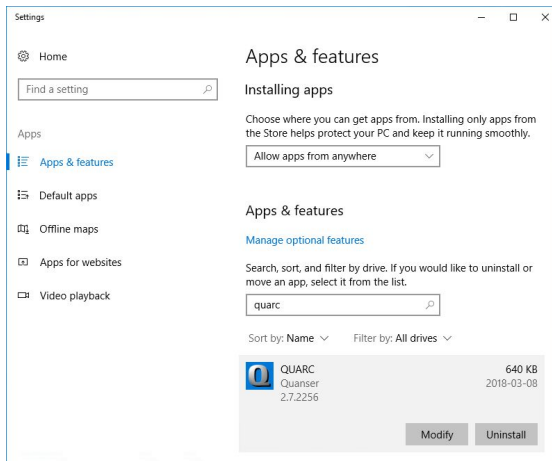 Settings
Home
Find a setting
Apps
Apps & features
Default apps
Offline maps
Apps for websites
Video playback
Apps & features
Installing apps
Choose where you can get apps from. Installing only apps from
the Store helps protect your PC and keep it running smoothly.
Allow apps from anywhere
Apps & features
Manage optional features
Search, sort, and filter by drive. If you would like to uninstall or
move an app, select it from the list.
quarc
Sort by: Name Filter by: All drives
QUARC 640 KB
Quanser 2018-03-08
2.7.2256
Modify Uninstall